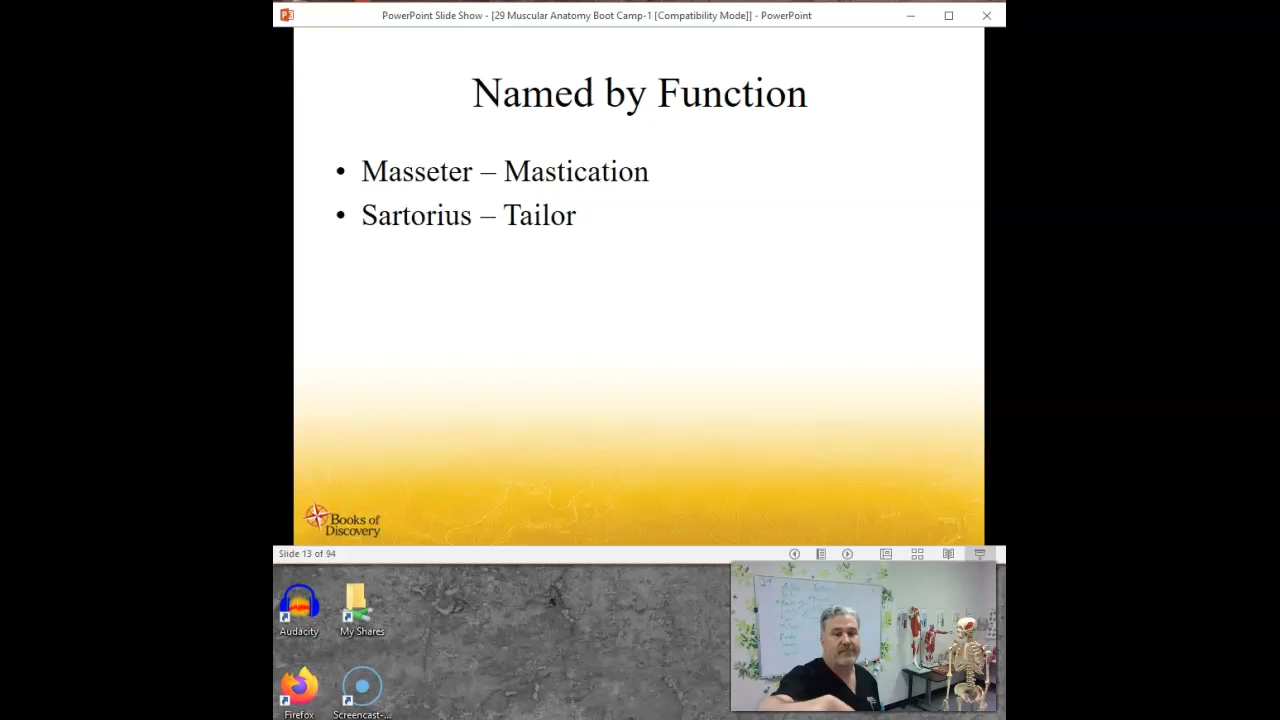 PowerPoint Slide Show - [29 Muscular Anatomy Boot Camp-1 [Compatibility Mode]] - PowerPoint
Named by Function
• Masseter – Mastication
• Sartorius – Tailor
Books of
Discovery
Slide 13 of 94
Audacity
My Shares
Firefox
Screencast-...